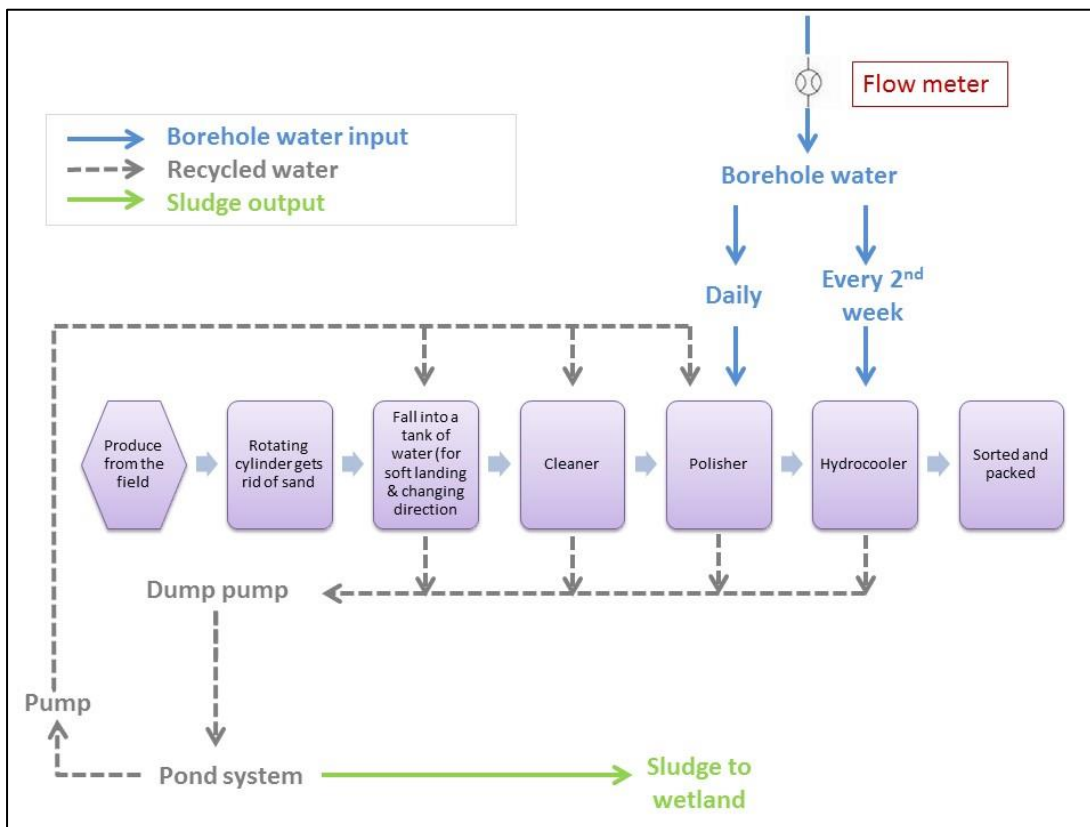 Flow meter
Borehole water input
Recycled water
Sludge output
Borehole water
Daily
Every 2nd
week
Produce
from the
field
Rotating
cylinder gets
rid of sand
Fall into a
tank of
water (for
soft landing
& changing
direction
Cleaner
Polisher
Hydrocooler
Sorted and
packed
Dump pump
Pump
Pond system
Sludge to
wetland